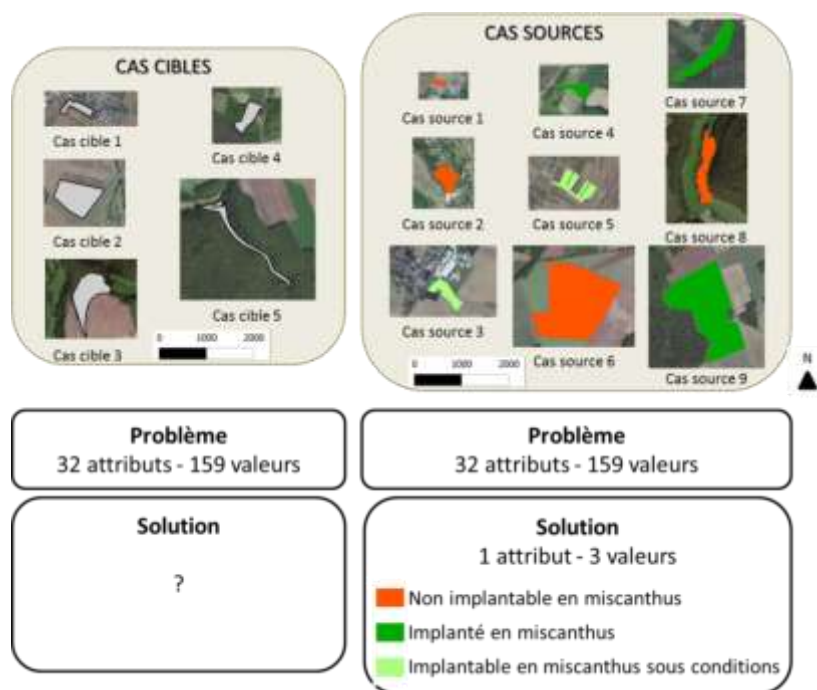 CAS CIBLES
Cas cible 1
Cas cible 4
Cas cible 2
Cas cible 5
Cas cible 3
0 1000 2000
CAS SOURCES
Cas source 1
Cas source 4
Cas source 7
Cas source 2
Cas source 5
Cas source 8
Cas source 3
Cas source 6
Cas source 9
0 1000 2000
N
Problème
32 attributs - 159 valeurs
Problème
32 attributs - 159 valeurs
Solution
?
Solution
1 attribut - 3 valeurs
Non implantable en miscanthus
Implanté en miscanthus
Implantable en miscanthus sous conditions